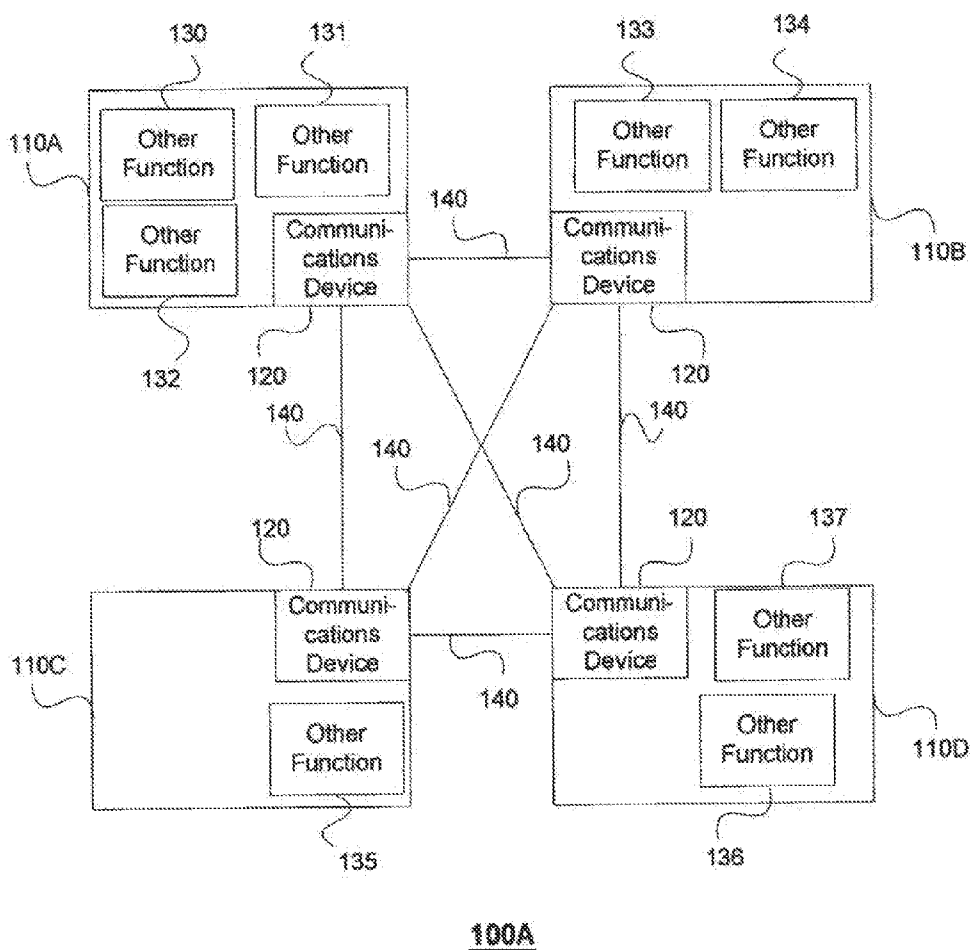 130
131
133
134
110A
Other
Function
Other
Function
Other
Function
Other
Function
Other
Function
140
110B
Communi-
cations
Device
Communi-
cations
Device
132
120
120
140
140
140
140
120
120
137
110C
Communi-
cations
Device
Communi-
cations
Device
Other
Function
140
110D
Other
Function
Other
Function
135
136
100A